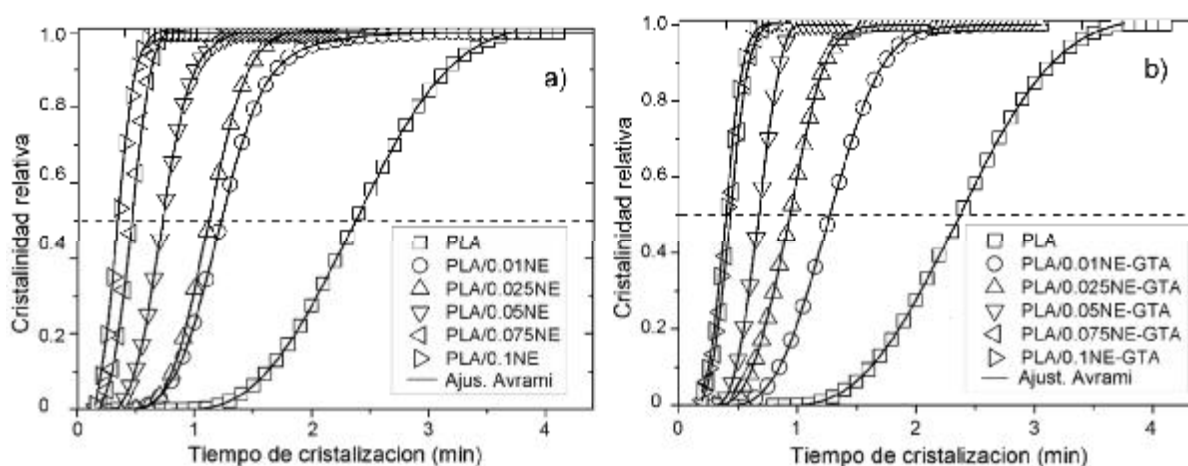 a)
Cristalinidad relativa
1.0
0.8
0.6
0.4
0.2
0
PLA
PLA/0.01NE
PLA/0.025NE
PLA/0.05NE
PLA/0.075NE
PLA/0.1NE
Ajus. Avrami
0 1 2 3 4
Tiempo de cristalizacion (min)
b)
Cristalinidad relativa
1.0
0.8
0.6
0.4
0.2
0
PLA
PLA/0.01NE-GTA
PLA/0.025NE-GTA
PLA/0.05NE-GTA
PLA/0.075NE-GTA
PLA/0.1NE-GTA
Ajust. Avrami
0 1 2 3 4
Tiempo de cristalizacion (min)